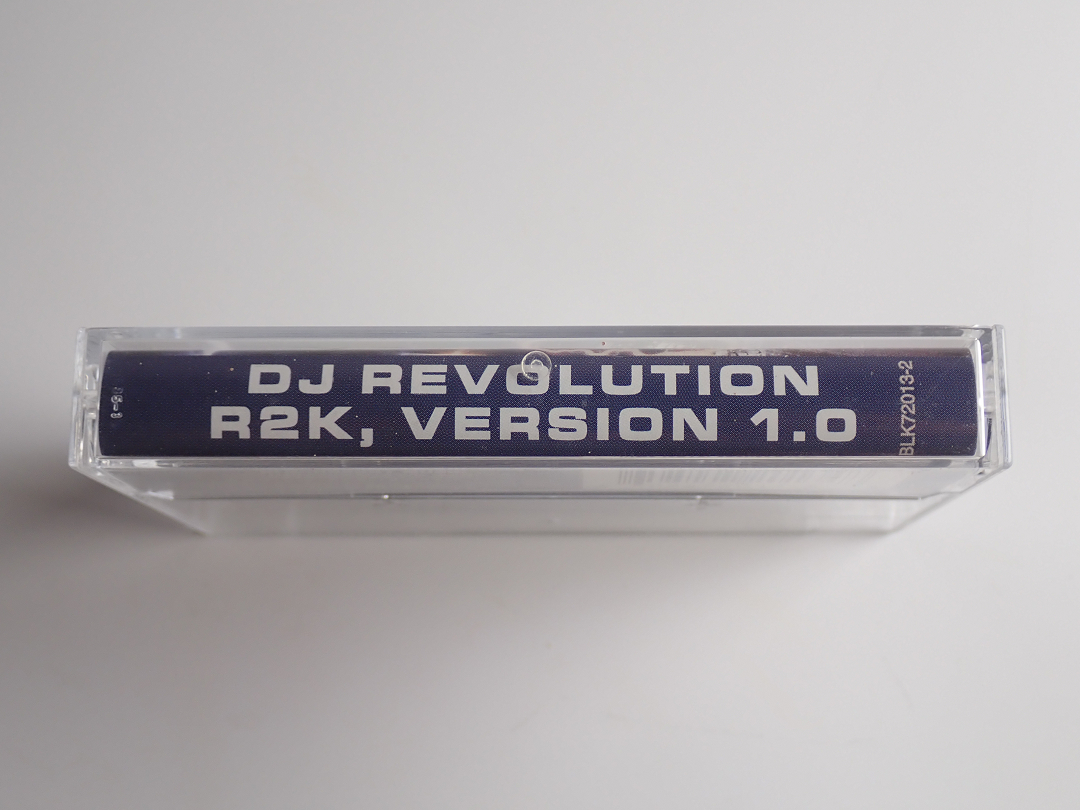 DJ REVOLUTION
R2K, VERSION 1.0
BLK72013-2